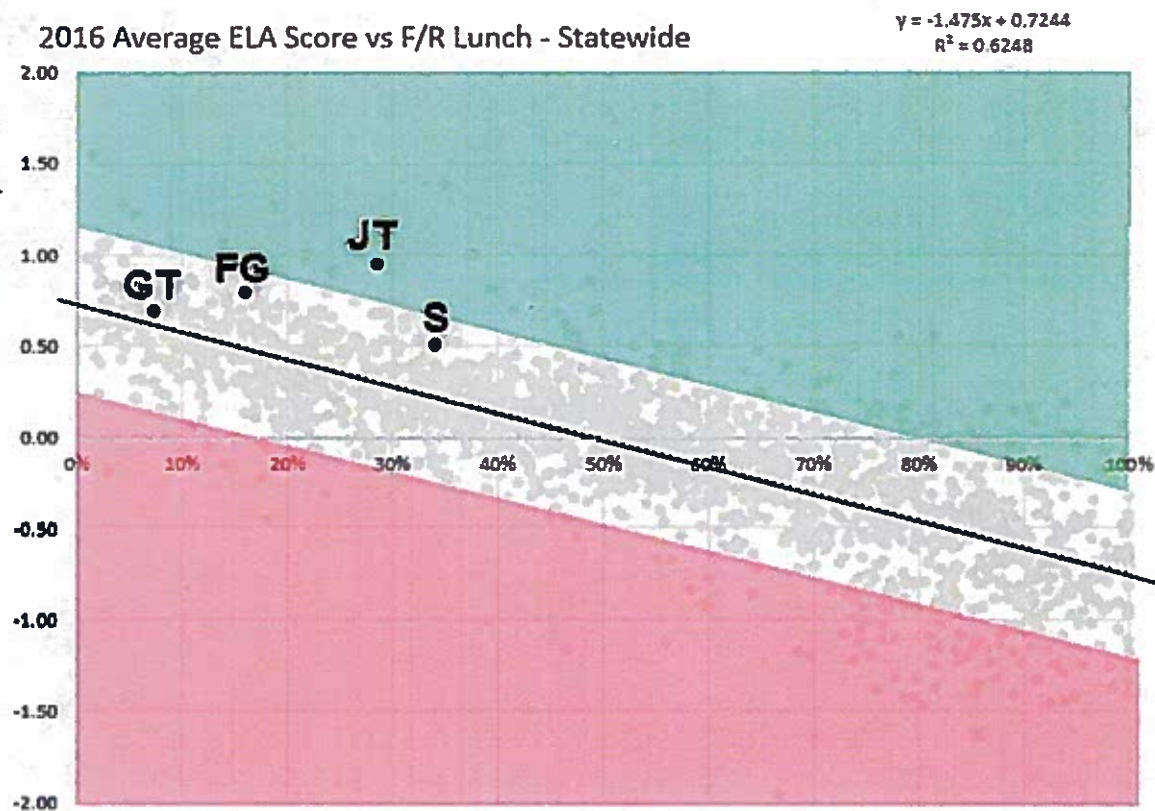 2016 Average ELA Score vs F/R Lunch - Statewide
y = -1.475x + 0.7244
R² = 0.6248
2.00
1.50
1.00
0.50
0.00
-0.50
-1.00
-1.50
-2.00
0% 10% 20% 30% 40% 50% 60% 70% 80% 90% 100%
GT
FG
JT
S